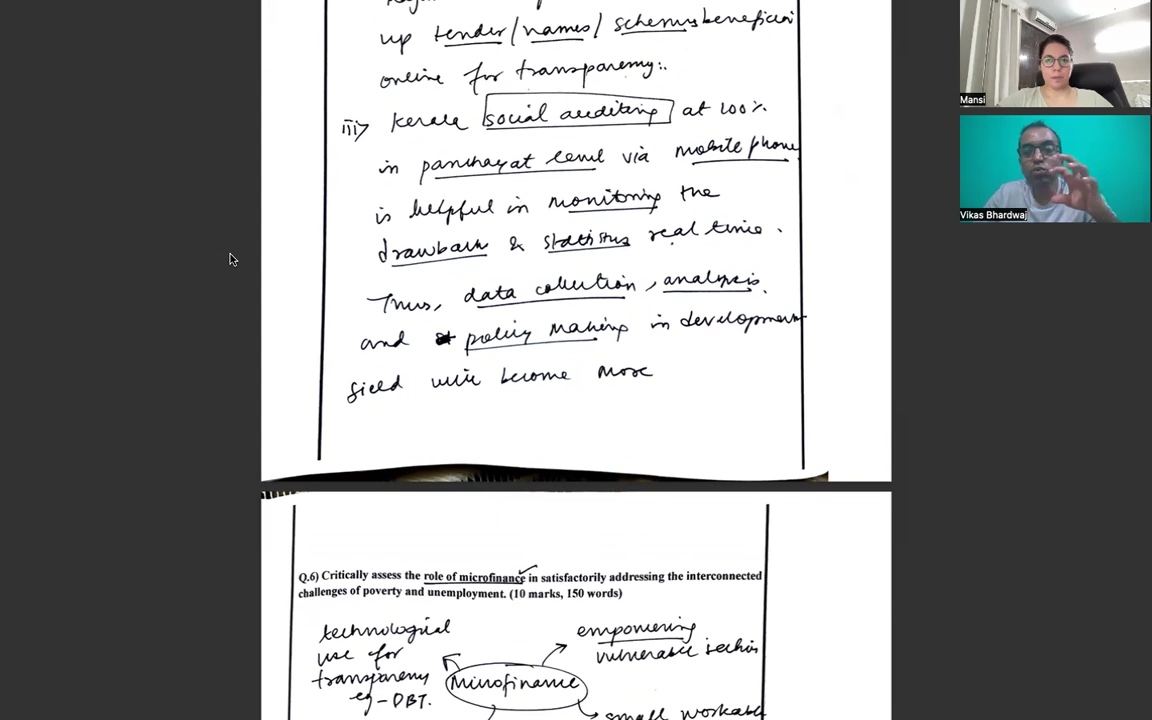 up tender/names/schemes beneficiari
online for transparency.
iii) Kerala social auditing at 100%
in panchayat level via mobile phone
is helpful in monitoring the
drawback & statistics real time.
Thus, data collection, analysis
and policy making in development
field will become more
Q.6) Critically assess the role of microfinance in satisfactorily addressing the interconnected
challenges of poverty and unemployment. (10 marks, 150 words)
technological
use for
transparency
eg - DBT.
empowering
vulnerable section
Microfinance
small workable
Mansi
Vikas Bhardwaj